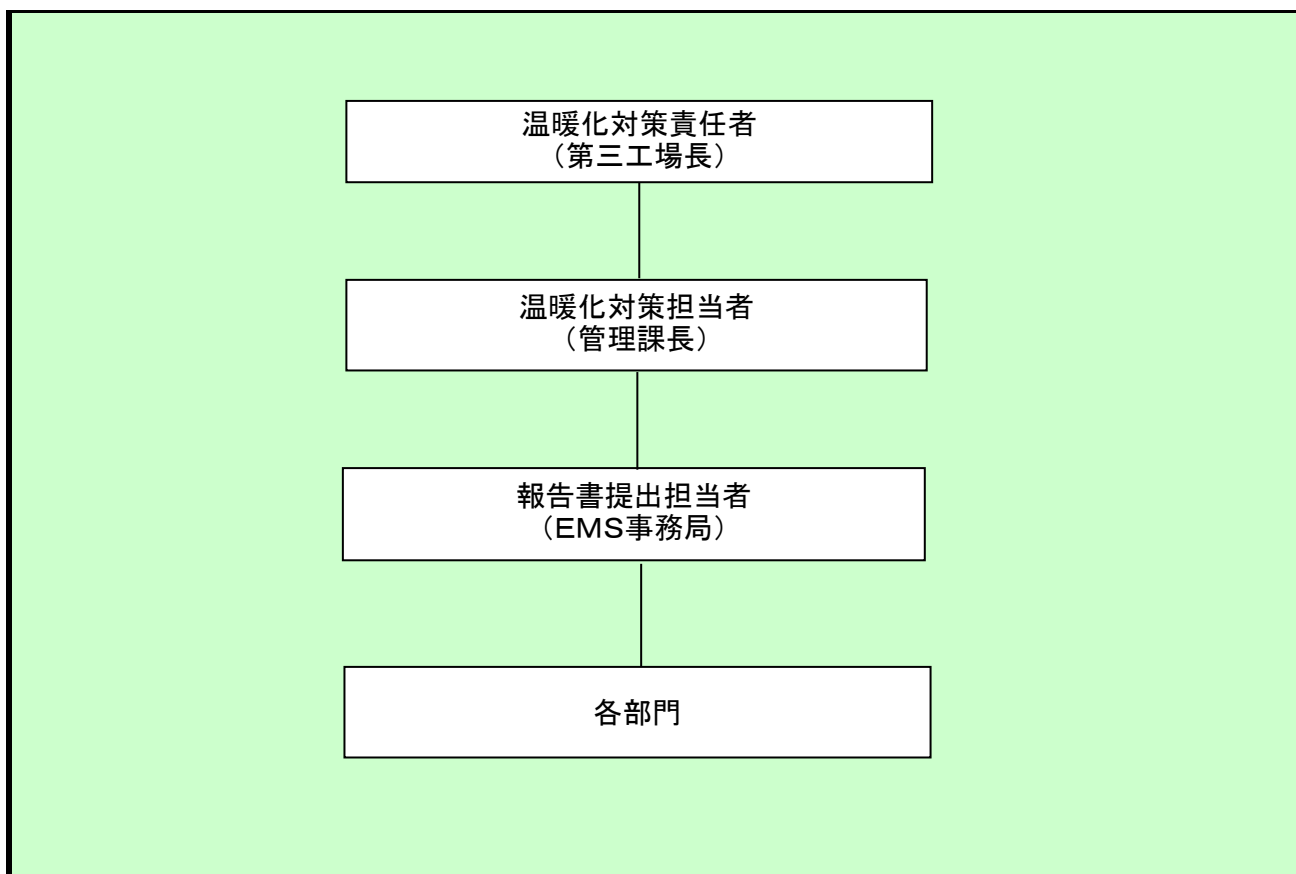 温暖化対策責任者
（第三工場長）
温暖化対策担当者
（管理課長）
報告書提出担当者
（EMS事務局）
各部門